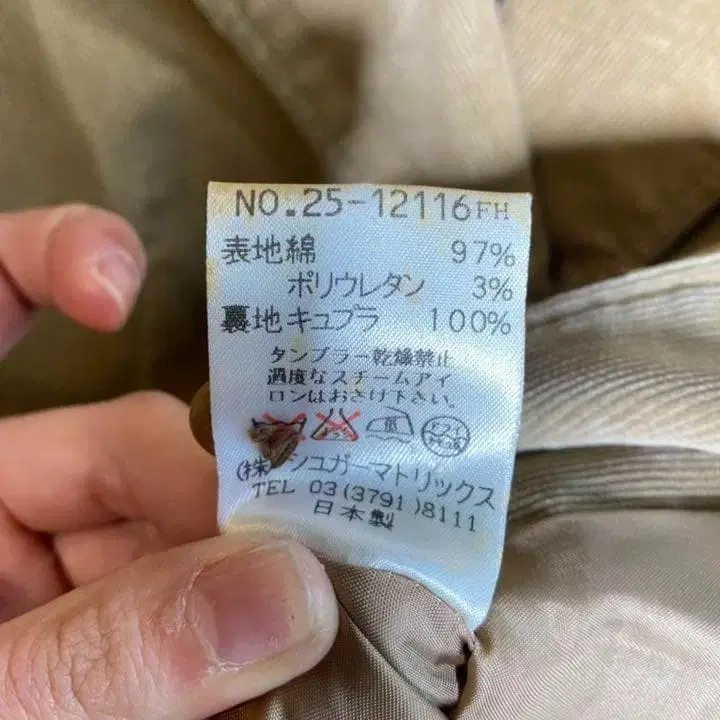 NO.25-12116FH
表地綿 97%
ポリウレタン 3%
裏地キュプラ 100%
タンブラー乾燥禁止
過度なスチームアイ
ロンはおさけ下さい。
低
(株)シュガーマトリックス
TEL 03(3791)8111
日本製